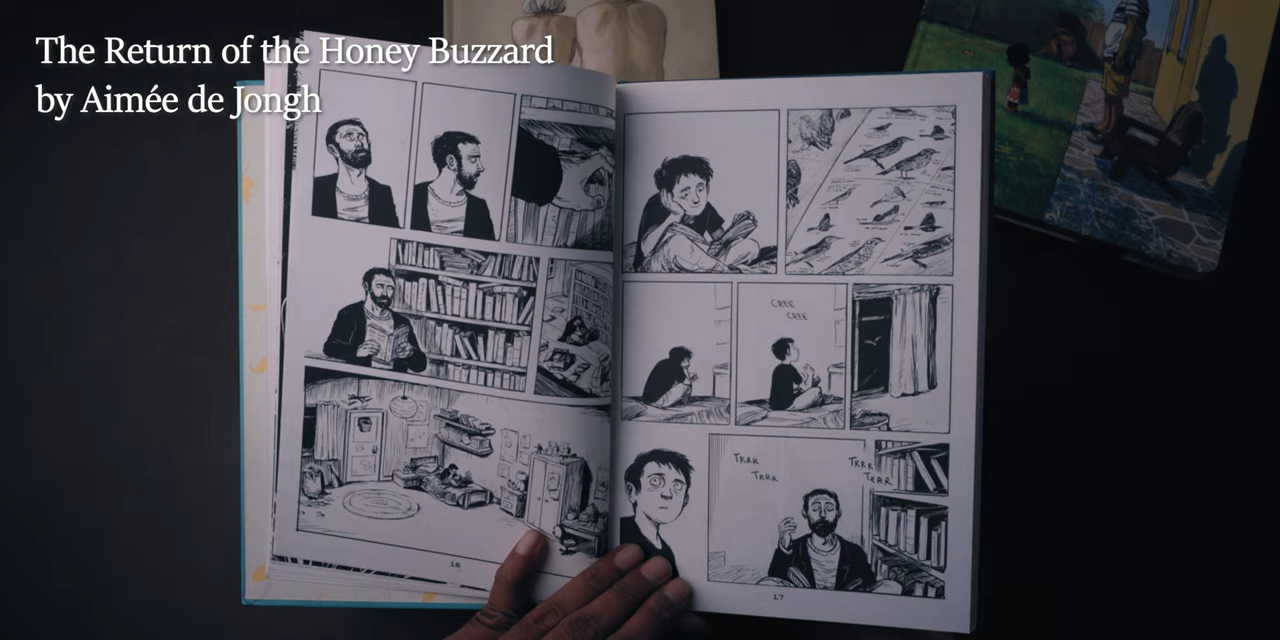 The Return of the Honey Buzzard
by Aimée de Jongh
CREE
CREE
TRRR
TRRR
TRRR
TRRR
16
17